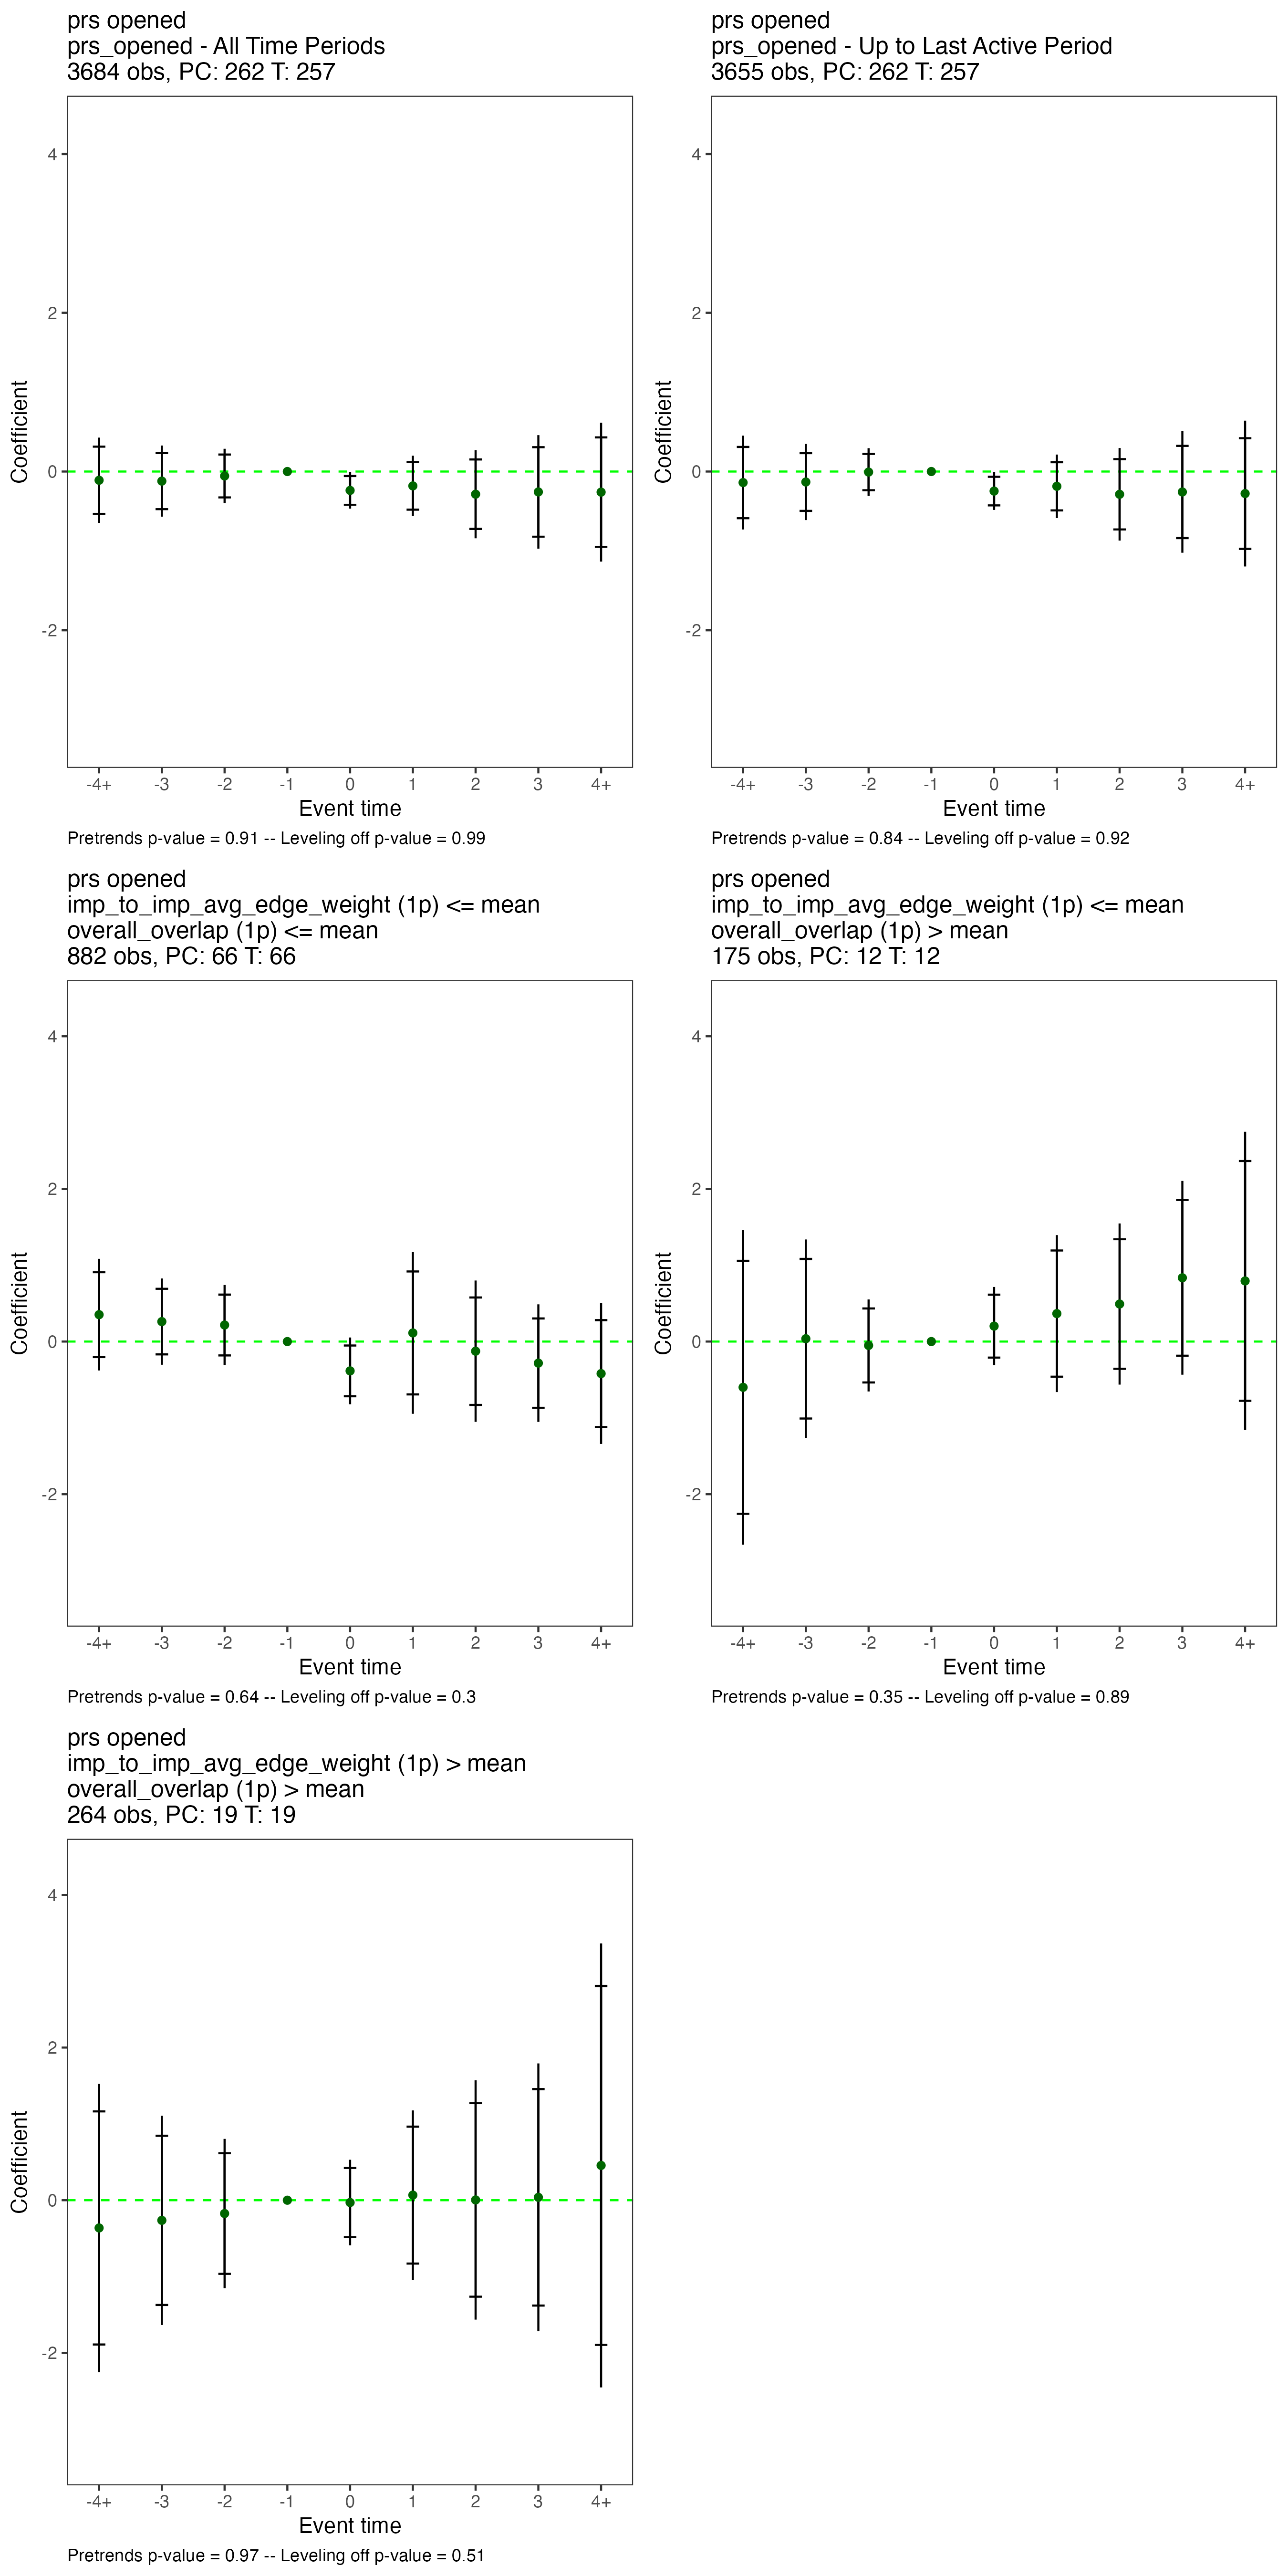 prs opened
prs_opened - All Time Periods
3684 obs, PC: 262 T: 257
4
2
0
-2
Coefficient
-4+ -3 -2 -1 0 1 2 3 4+
Event time
Pretrends p-value = 0.91 -- Leveling off p-value = 0.99
prs opened
prs_opened - Up to Last Active Period
3655 obs, PC: 262 T: 257
4
2
0
-2
Coefficient
-4+ -3 -2 -1 0 1 2 3 4+
Event time
Pretrends p-value = 0.84 -- Leveling off p-value = 0.92
prs opened
imp_to_imp_avg_edge_weight (1p) <= mean
overall_overlap (1p) <= mean
882 obs, PC: 66 T: 66
4
2
0
-2
Coefficient
-4+ -3 -2 -1 0 1 2 3 4+
Event time
Pretrends p-value = 0.64 -- Leveling off p-value = 0.3
prs opened
imp_to_imp_avg_edge_weight (1p) <= mean
overall_overlap (1p) > mean
175 obs, PC: 12 T: 12
4
2
0
-2
Coefficient
-4+ -3 -2 -1 0 1 2 3 4+
Event time
Pretrends p-value = 0.35 -- Leveling off p-value = 0.89
prs opened
imp_to_imp_avg_edge_weight (1p) > mean
overall_overlap (1p) > mean
264 obs, PC: 19 T: 19
4
2
0
-2
Coefficient
-4+ -3 -2 -1 0 1 2 3 4+
Event time
Pretrends p-value = 0.97 -- Leveling off p-value = 0.51